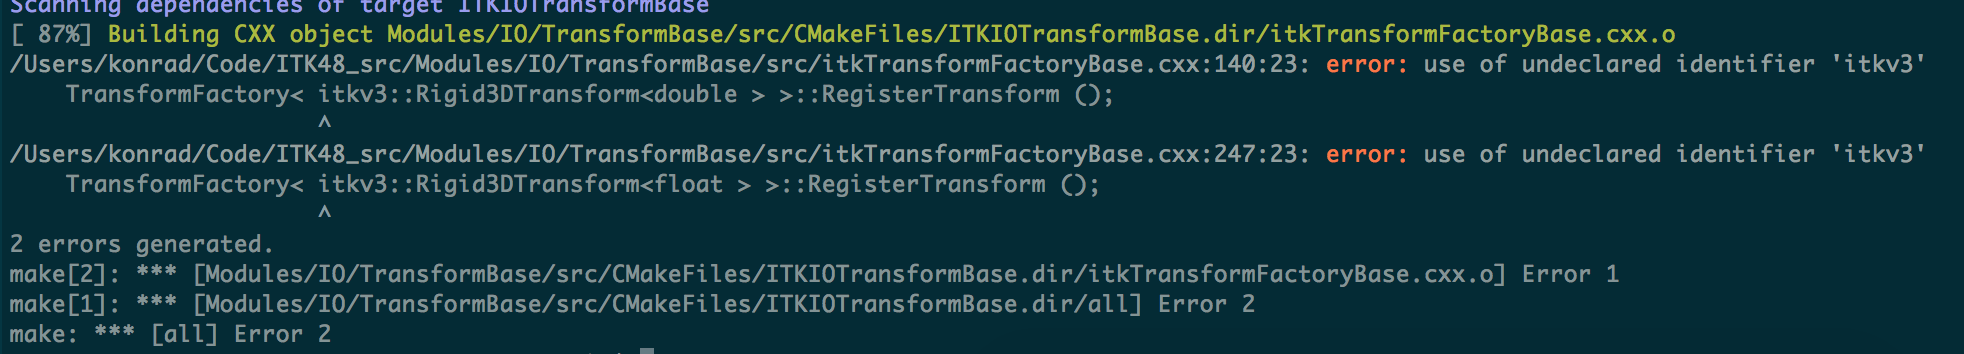 Scanning dependencies of target ITKIOTransformBase
[ 87%] Building CXX object Modules/IO/TransformBase/src/CMakeFiles/ITKIOTransformBase.dir/itkTransformFactoryBase.cxx.o
/Users/konrad/Code/ITK48_src/Modules/IO/TransformBase/src/itkTransformFactoryBase.cxx:140:23: error: use of undeclared identifier 'itkv3'
    TransformFactory< itkv3::Rigid3DTransform<double > >::RegisterTransform ();
                      ^
/Users/konrad/Code/ITK48_src/Modules/IO/TransformBase/src/itkTransformFactoryBase.cxx:247:23: error: use of undeclared identifier 'itkv3'
    TransformFactory< itkv3::Rigid3DTransform<float > >::RegisterTransform ();
                      ^
2 errors generated.
make[2]: *** [Modules/IO/TransformBase/src/CMakeFiles/ITKIOTransformBase.dir/itkTransformFactoryBase.cxx.o] Error 1
make[1]: *** [Modules/IO/TransformBase/src/CMakeFiles/ITKIOTransformBase.dir/all] Error 2
make: *** [all] Error 2